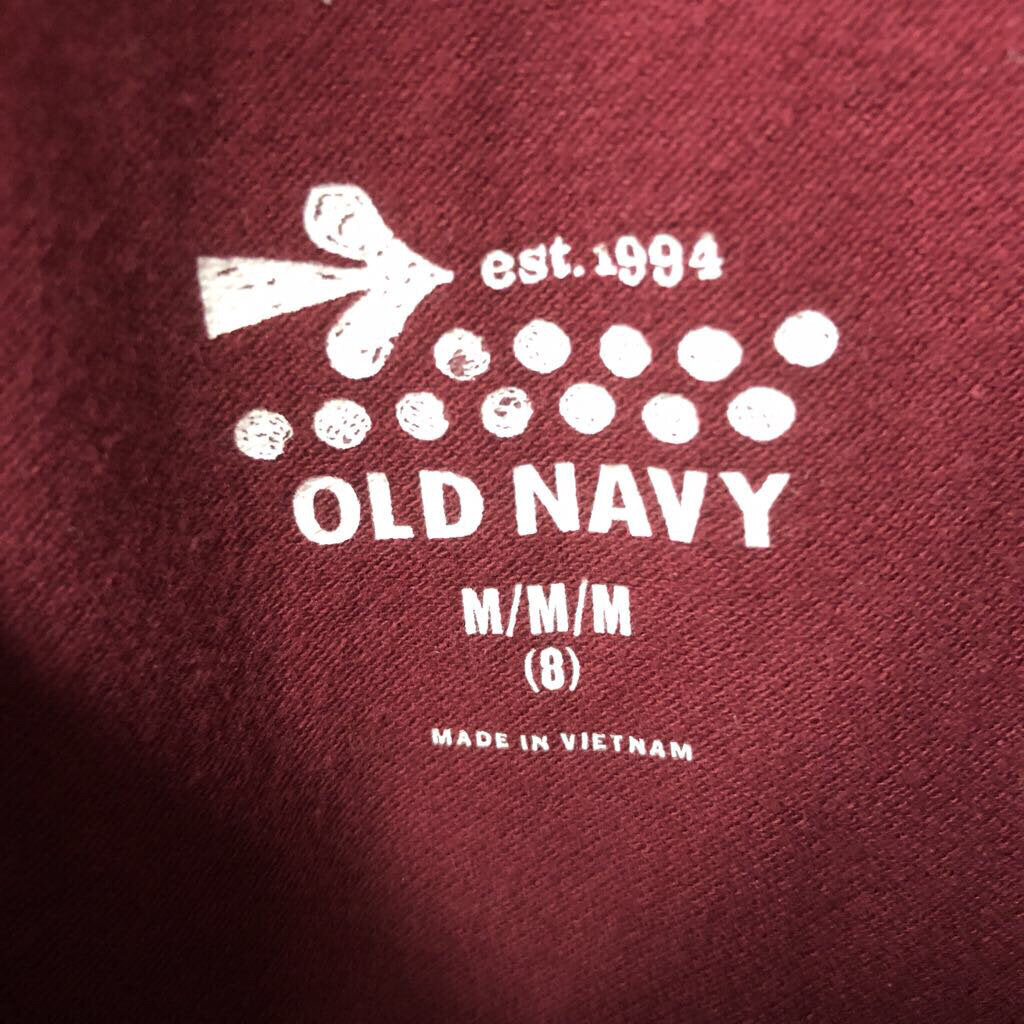 est. 1994
OLD NAVY
M/M/M
(8)
MADE IN VIETNAM